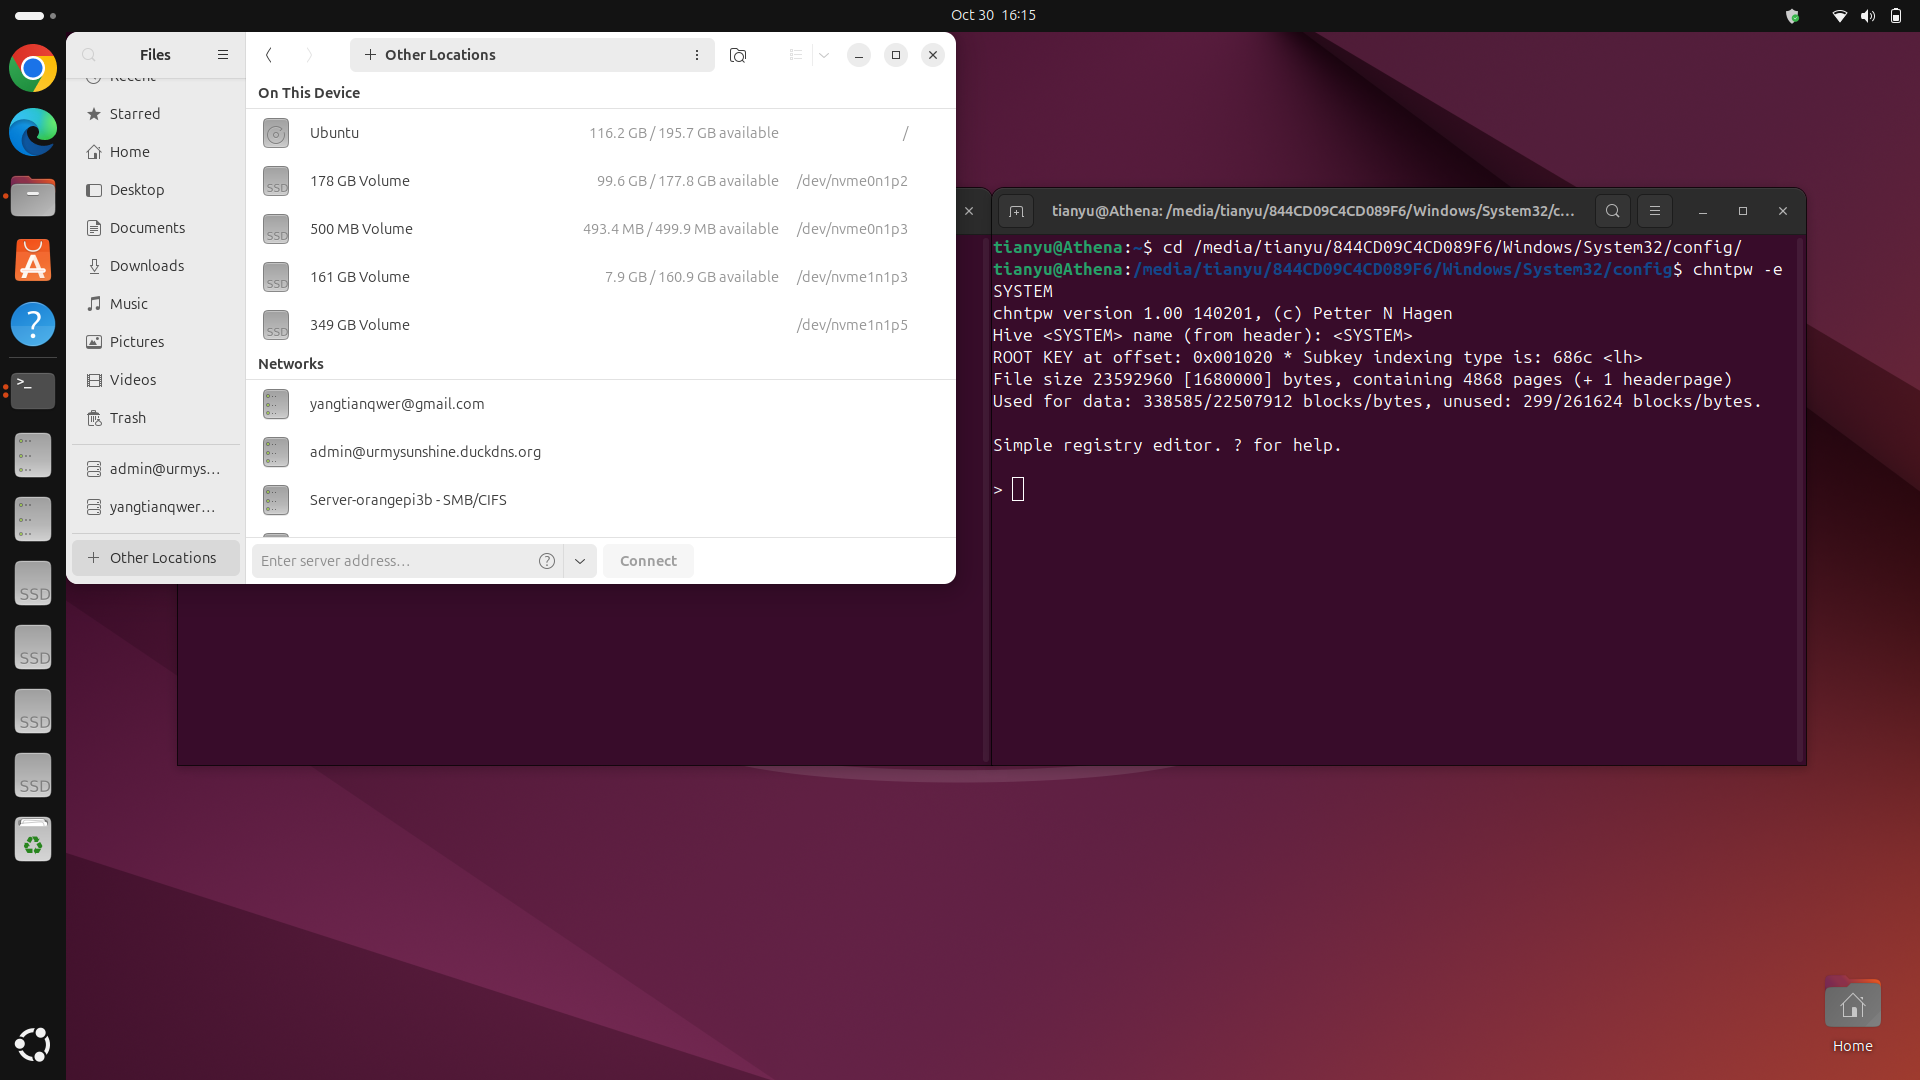 Oct 30 16:15
Files
Other Locations
Recent
Starred
Home
Desktop
Documents
Downloads
Music
Pictures
Videos
Trash
admin@urmys...
yangtianqwer...
Other Locations
On This Device
Ubuntu 116.2 GB / 195.7 GB available /
178 GB Volume 99.6 GB / 177.8 GB available /dev/nvme0n1p2
500 MB Volume 493.4 MB / 499.9 MB available /dev/nvme0n1p3
161 GB Volume 7.9 GB / 160.9 GB available /dev/nvme1n1p3
349 GB Volume /dev/nvme1n1p5
SSD
SSD
SSD
SSD
Networks
yangtianqwer@gmail.com
admin@urmysunshine.duckdns.org
Server-orangepi3b - SMB/CIFS
Enter server address...
Connect
tianyu@Athena: /media/tianyu/844CD09C4CD089F6/Windows/System32/c...
tianyu@Athena:~$ cd /media/tianyu/844CD09C4CD089F6/Windows/System32/config/
tianyu@Athena:/media/tianyu/844CD09C4CD089F6/Windows/System32/config$ chntpw -e
SYSTEM
chntpw version 1.00 140201, (c) Petter N Hagen
Hive <SYSTEM> name (from header): <SYSTEM>
ROOT KEY at offset: 0x001020 * Subkey indexing type is: 686c <lh>
File size 23592960 [1680000] bytes, containing 4868 pages (+ 1 headerpage)
Used for data: 338585/22507912 blocks/bytes, unused: 299/261624 blocks/bytes.
Simple registry editor. ? for help.
>
SSD
SSD
SSD
SSD
Home